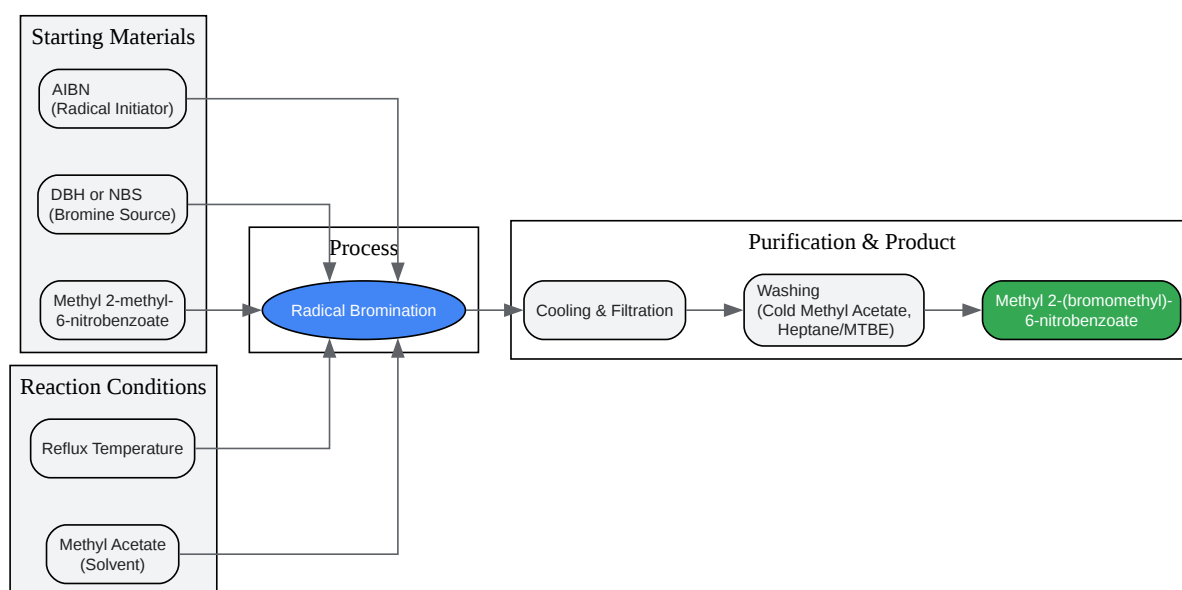 Starting Materials
AIBN
(Radical Initiator)
DBH or NBS
(Bromine Source)
Methyl 2-methyl-
6-nitrobenzoate
Reaction Conditions
Reflux Temperature
Methyl Acetate
(Solvent)
Process
Radical Bromination
Purification & Product
Cooling & Filtration
Washing
(Cold Methyl Acetate,
Heptane/MTBE)
Methyl 2-(bromomethyl)-
6-nitrobenzoate